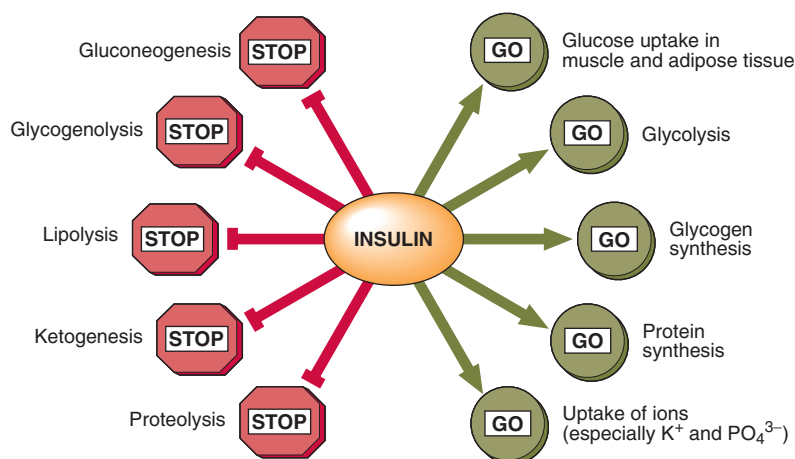 Gluconeogenesis
STOP
GO
Glucose uptake in
muscle and adipose tissue
Glycogenolysis
STOP
GO
Glycolysis
Lipolysis
STOP
INSULIN
GO
Glycogen
synthesis
Ketogenesis
STOP
GO
Protein
synthesis
Proteolysis
STOP
GO
Uptake of ions
(especially K⁺ and PO₄³⁻)